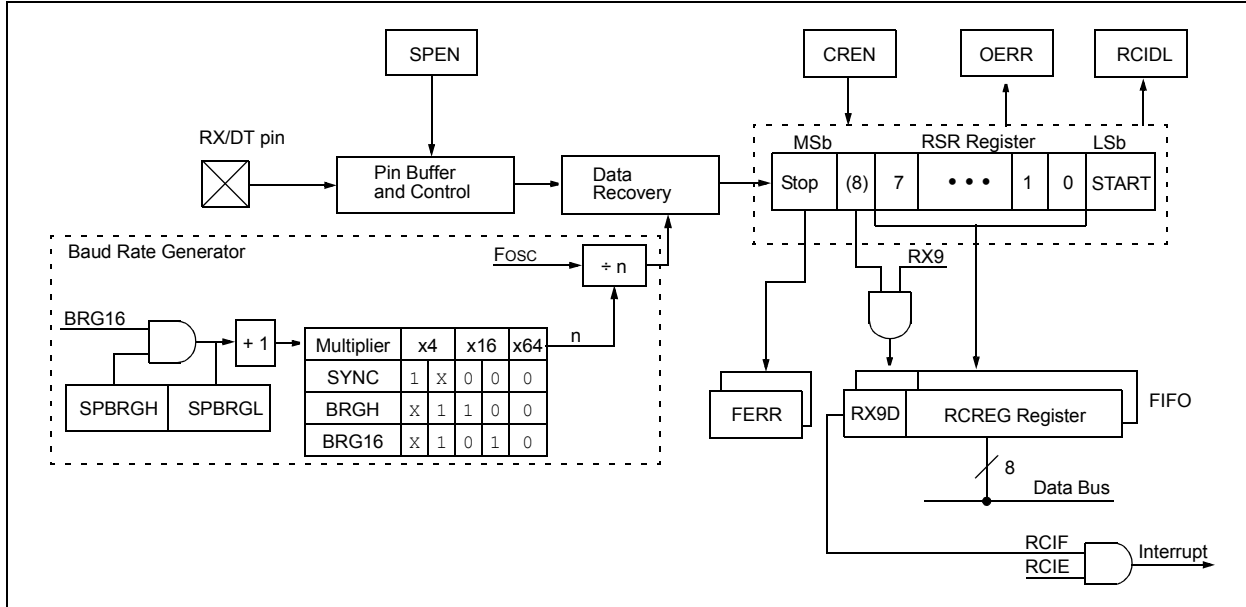 SPEN
CREN
OERR
RCIDL
RX/DT pin
Pin Buffer
and Control
Data
Recovery
MSb
RSR Register
LSb
Stop (8) 7 • • • 1 0 START
Baud Rate Generator
FOSC
÷ n
RX9
BRG16
+ 1
n
Multiplier x4 x16 x64
SYNC 1 X 0 0 0
BRGH X 1 1 0 0
BRG16 X 1 0 1 0
SPBRGH SPBRGL
FERR
RX9D RCREG Register
FIFO
8
Data Bus
RCIF
RCIE
Interrupt